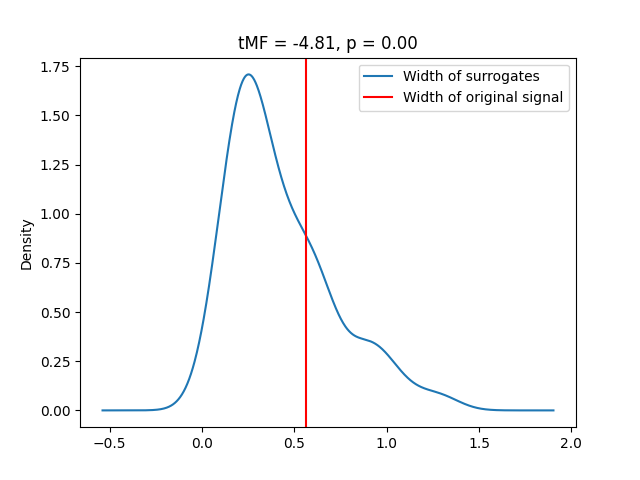 tMF = -4.81, p = 0.00
Width of surrogates
Width of original signal
Density
1.75
1.50
1.25
1.00
0.75
0.50
0.25
0.00
−0.5 0.0 0.5 1.0 1.5 2.0